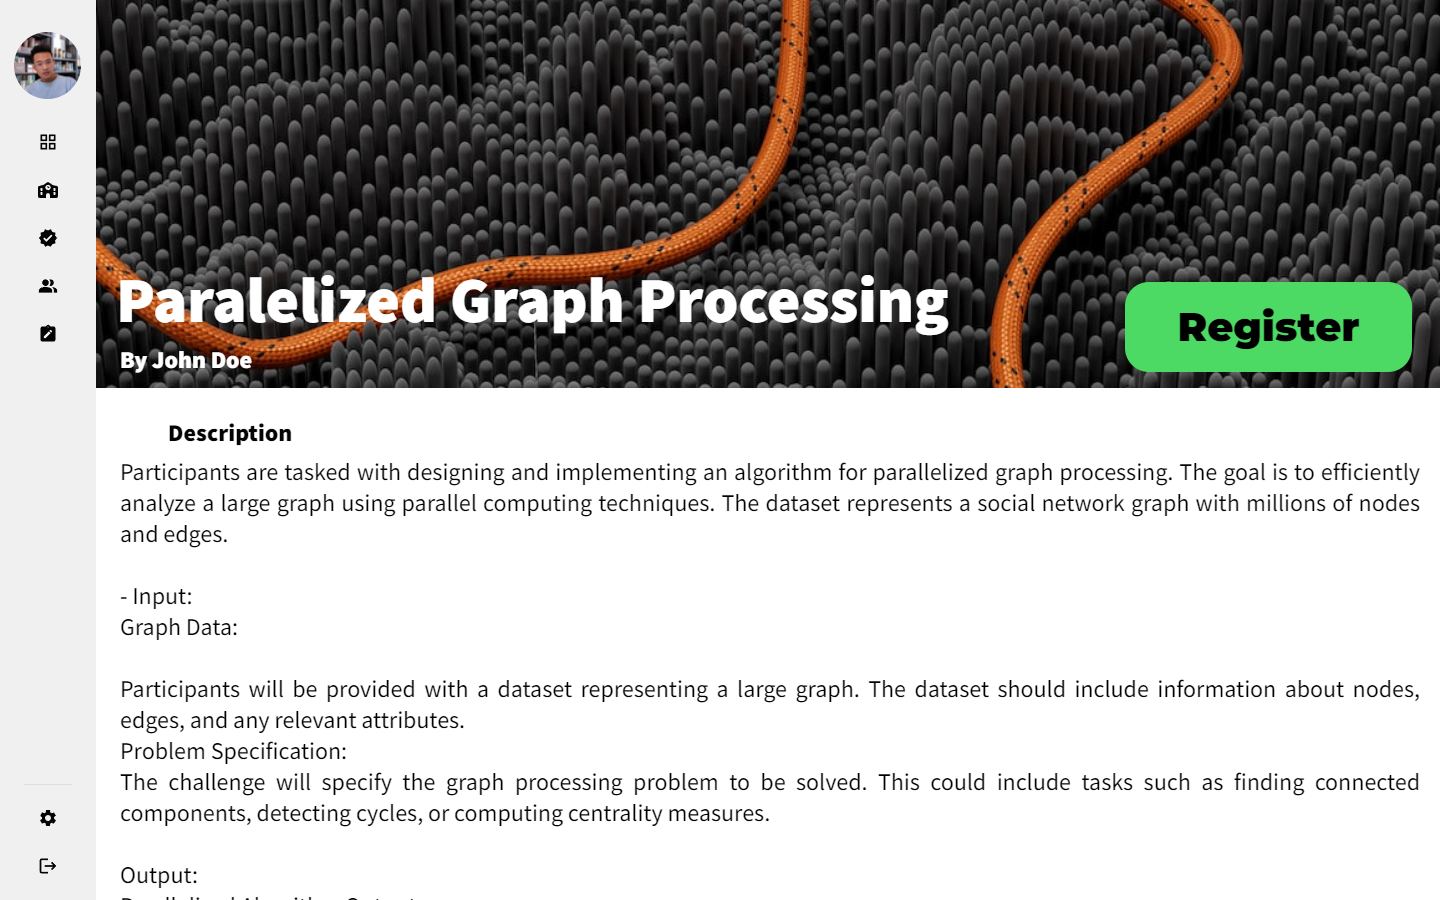 Paralelized Graph Processing
By John Doe
Register
Description
Participants are tasked with designing and implementing an algorithm for parallelized graph processing. The goal is to efficiently
analyze a large graph using parallel computing techniques. The dataset represents a social network graph with millions of nodes
and edges.
- Input:
Graph Data:
Participants will be provided with a dataset representing a large graph. The dataset should include information about nodes,
edges, and any relevant attributes.
Problem Specification:
The challenge will specify the graph processing problem to be solved. This could include tasks such as finding connected
components, detecting cycles, or computing centrality measures.
Output: